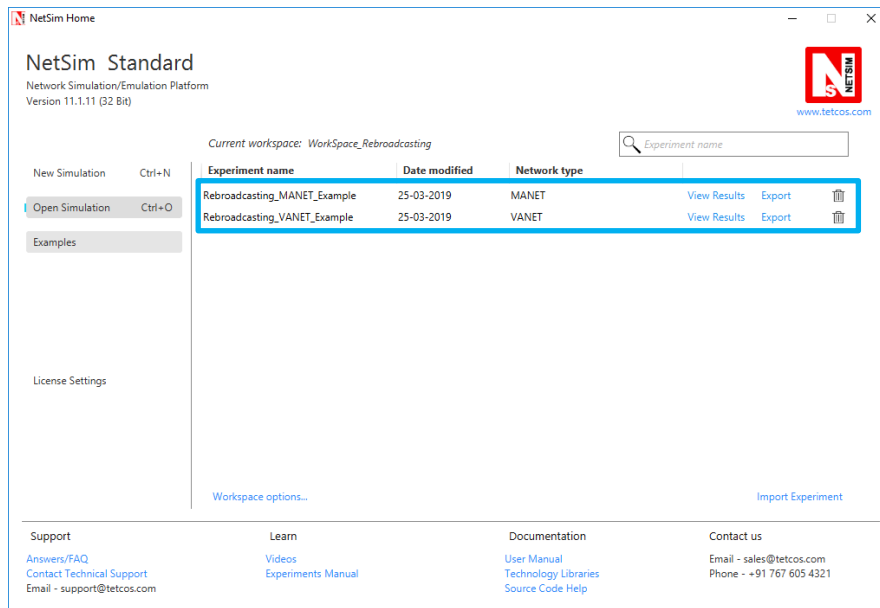 NetSim Home
NetSim Standard
Network Simulation/Emulation Platform
Version 11.1.11 (32 Bit)
N
S
NETSIM
www.tetcos.com
Current workspace: WorkSpace_Rebroadcasting
Experiment name
New Simulation Ctrl+N
Open Simulation Ctrl+O
Examples
License Settings
Experiment name Date modified Network type
Rebroadcasting_MANET_Example 25-03-2019 MANET View Results Export
Rebroadcasting_VANET_Example 25-03-2019 VANET View Results Export
Workspace options... Import Experiment
Support
Answers/FAQ
Contact Technical Support
Email - support@tetcos.com
Learn
Videos
Experiments Manual
Documentation
User Manual
Technology Libraries
Source Code Help
Contact us
Email - sales@tetcos.com
Phone - +91 767 605 4321